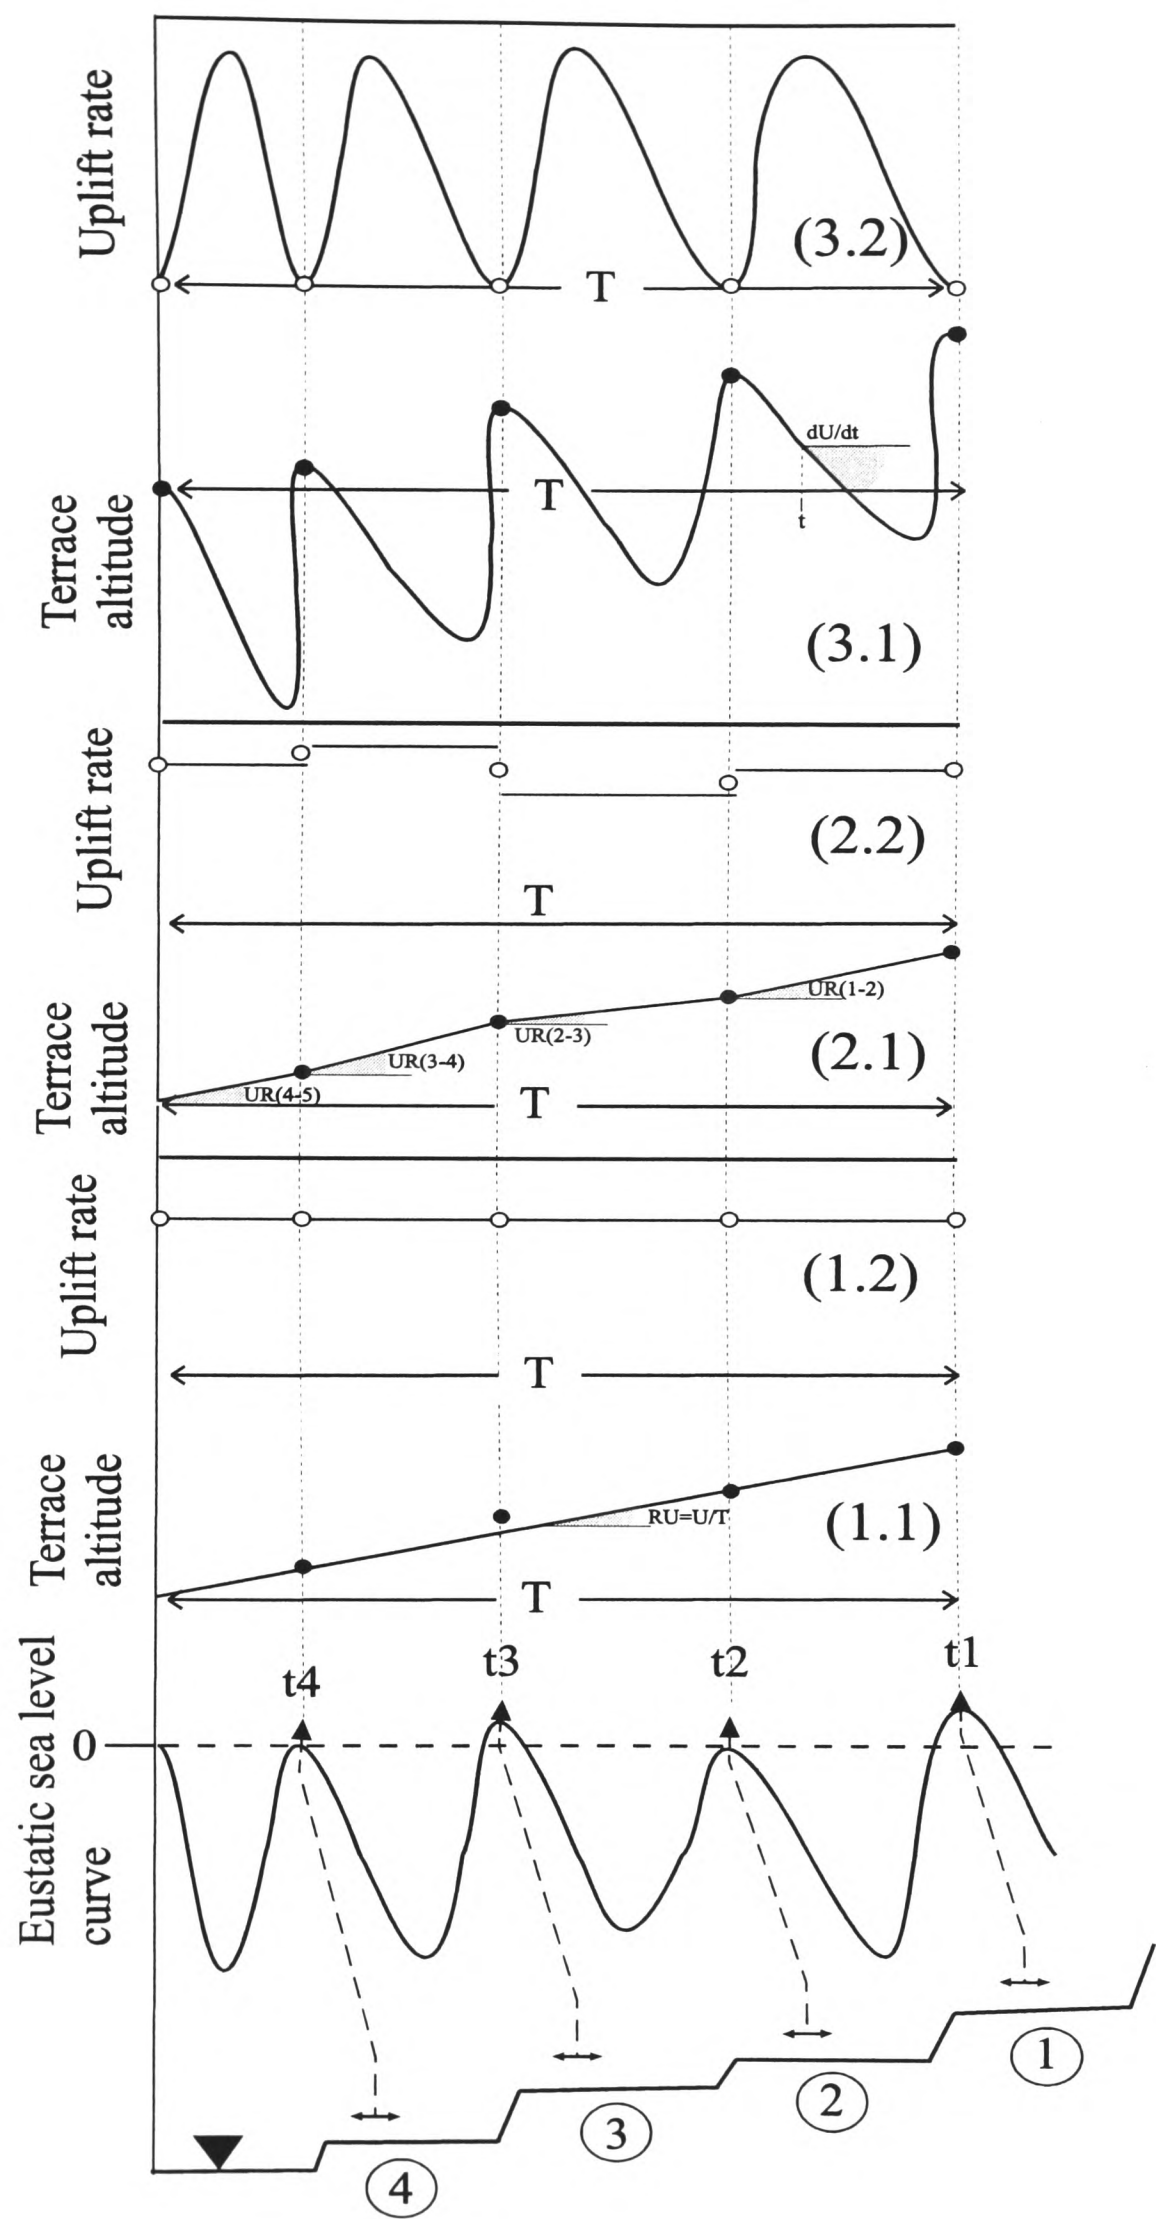 Uplift rate
(3.2)
T
dU/dt
T
t
Terrace
altitude
(3.1)
Uplift rate
(2.2)
T
UR(1-2)
UR(2-3)
UR(3-4)
UR(4-5)
Terrace
altitude
(2.1)
T
Uplift rate
(1.2)
T
Terrace
altitude
RU=U/T
(1.1)
T
t4
t3
t2
t1
0
Eustatic sea level
curve
1
2
3
4